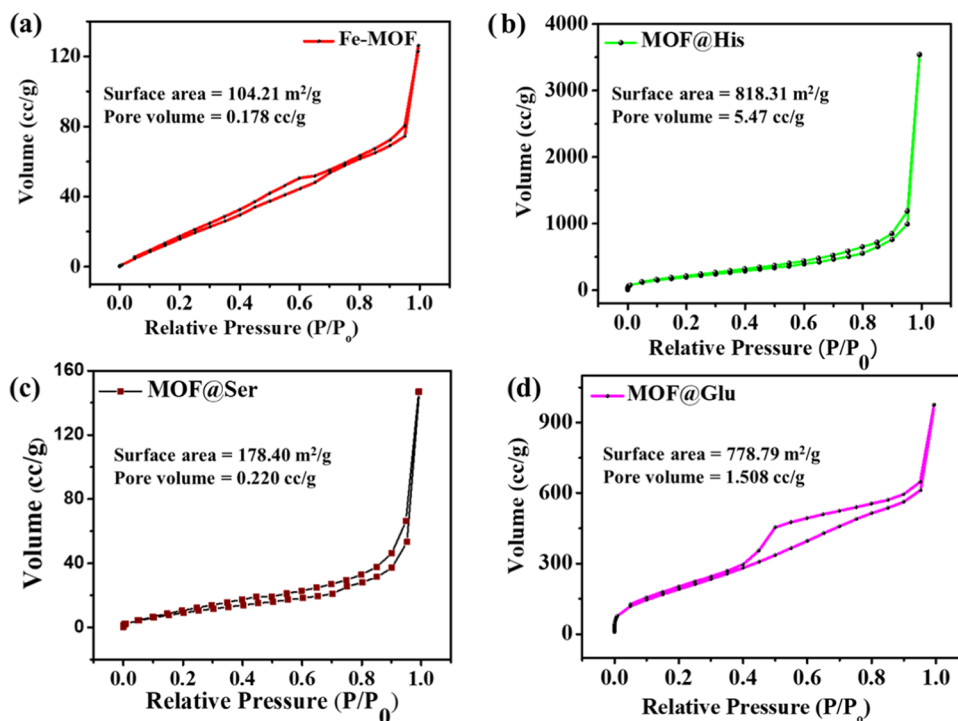 (a)
Fe-MOF
Surface area = 104.21 m²/g
Pore volume = 0.178 cc/g
Volume (cc/g)
120
80
40
0
0.0 0.2 0.4 0.6 0.8 1.0
Relative Pressure (P/Pₒ)
(b)
MOF@His
Surface area = 818.31 m²/g
Pore volume = 5.47 cc/g
Volume (cc/g)
4000
3000
2000
1000
0
0.0 0.2 0.4 0.6 0.8 1.0
Relative Pressure (P/P₀)
(c)
MOF@Ser
Surface area = 178.40 m²/g
Pore volume = 0.220 cc/g
Volume (cc/g)
160
120
80
40
0
0.0 0.2 0.4 0.6 0.8 1.0
Relative Pressure (P/P₀)
(d)
MOF@Glu
Surface area = 778.79 m²/g
Pore volume = 1.508 cc/g
Volume (cc/g)
900
600
300
0
0.0 0.2 0.4 0.6 0.8 1.0
Relative Pressure (P/Pₒ)